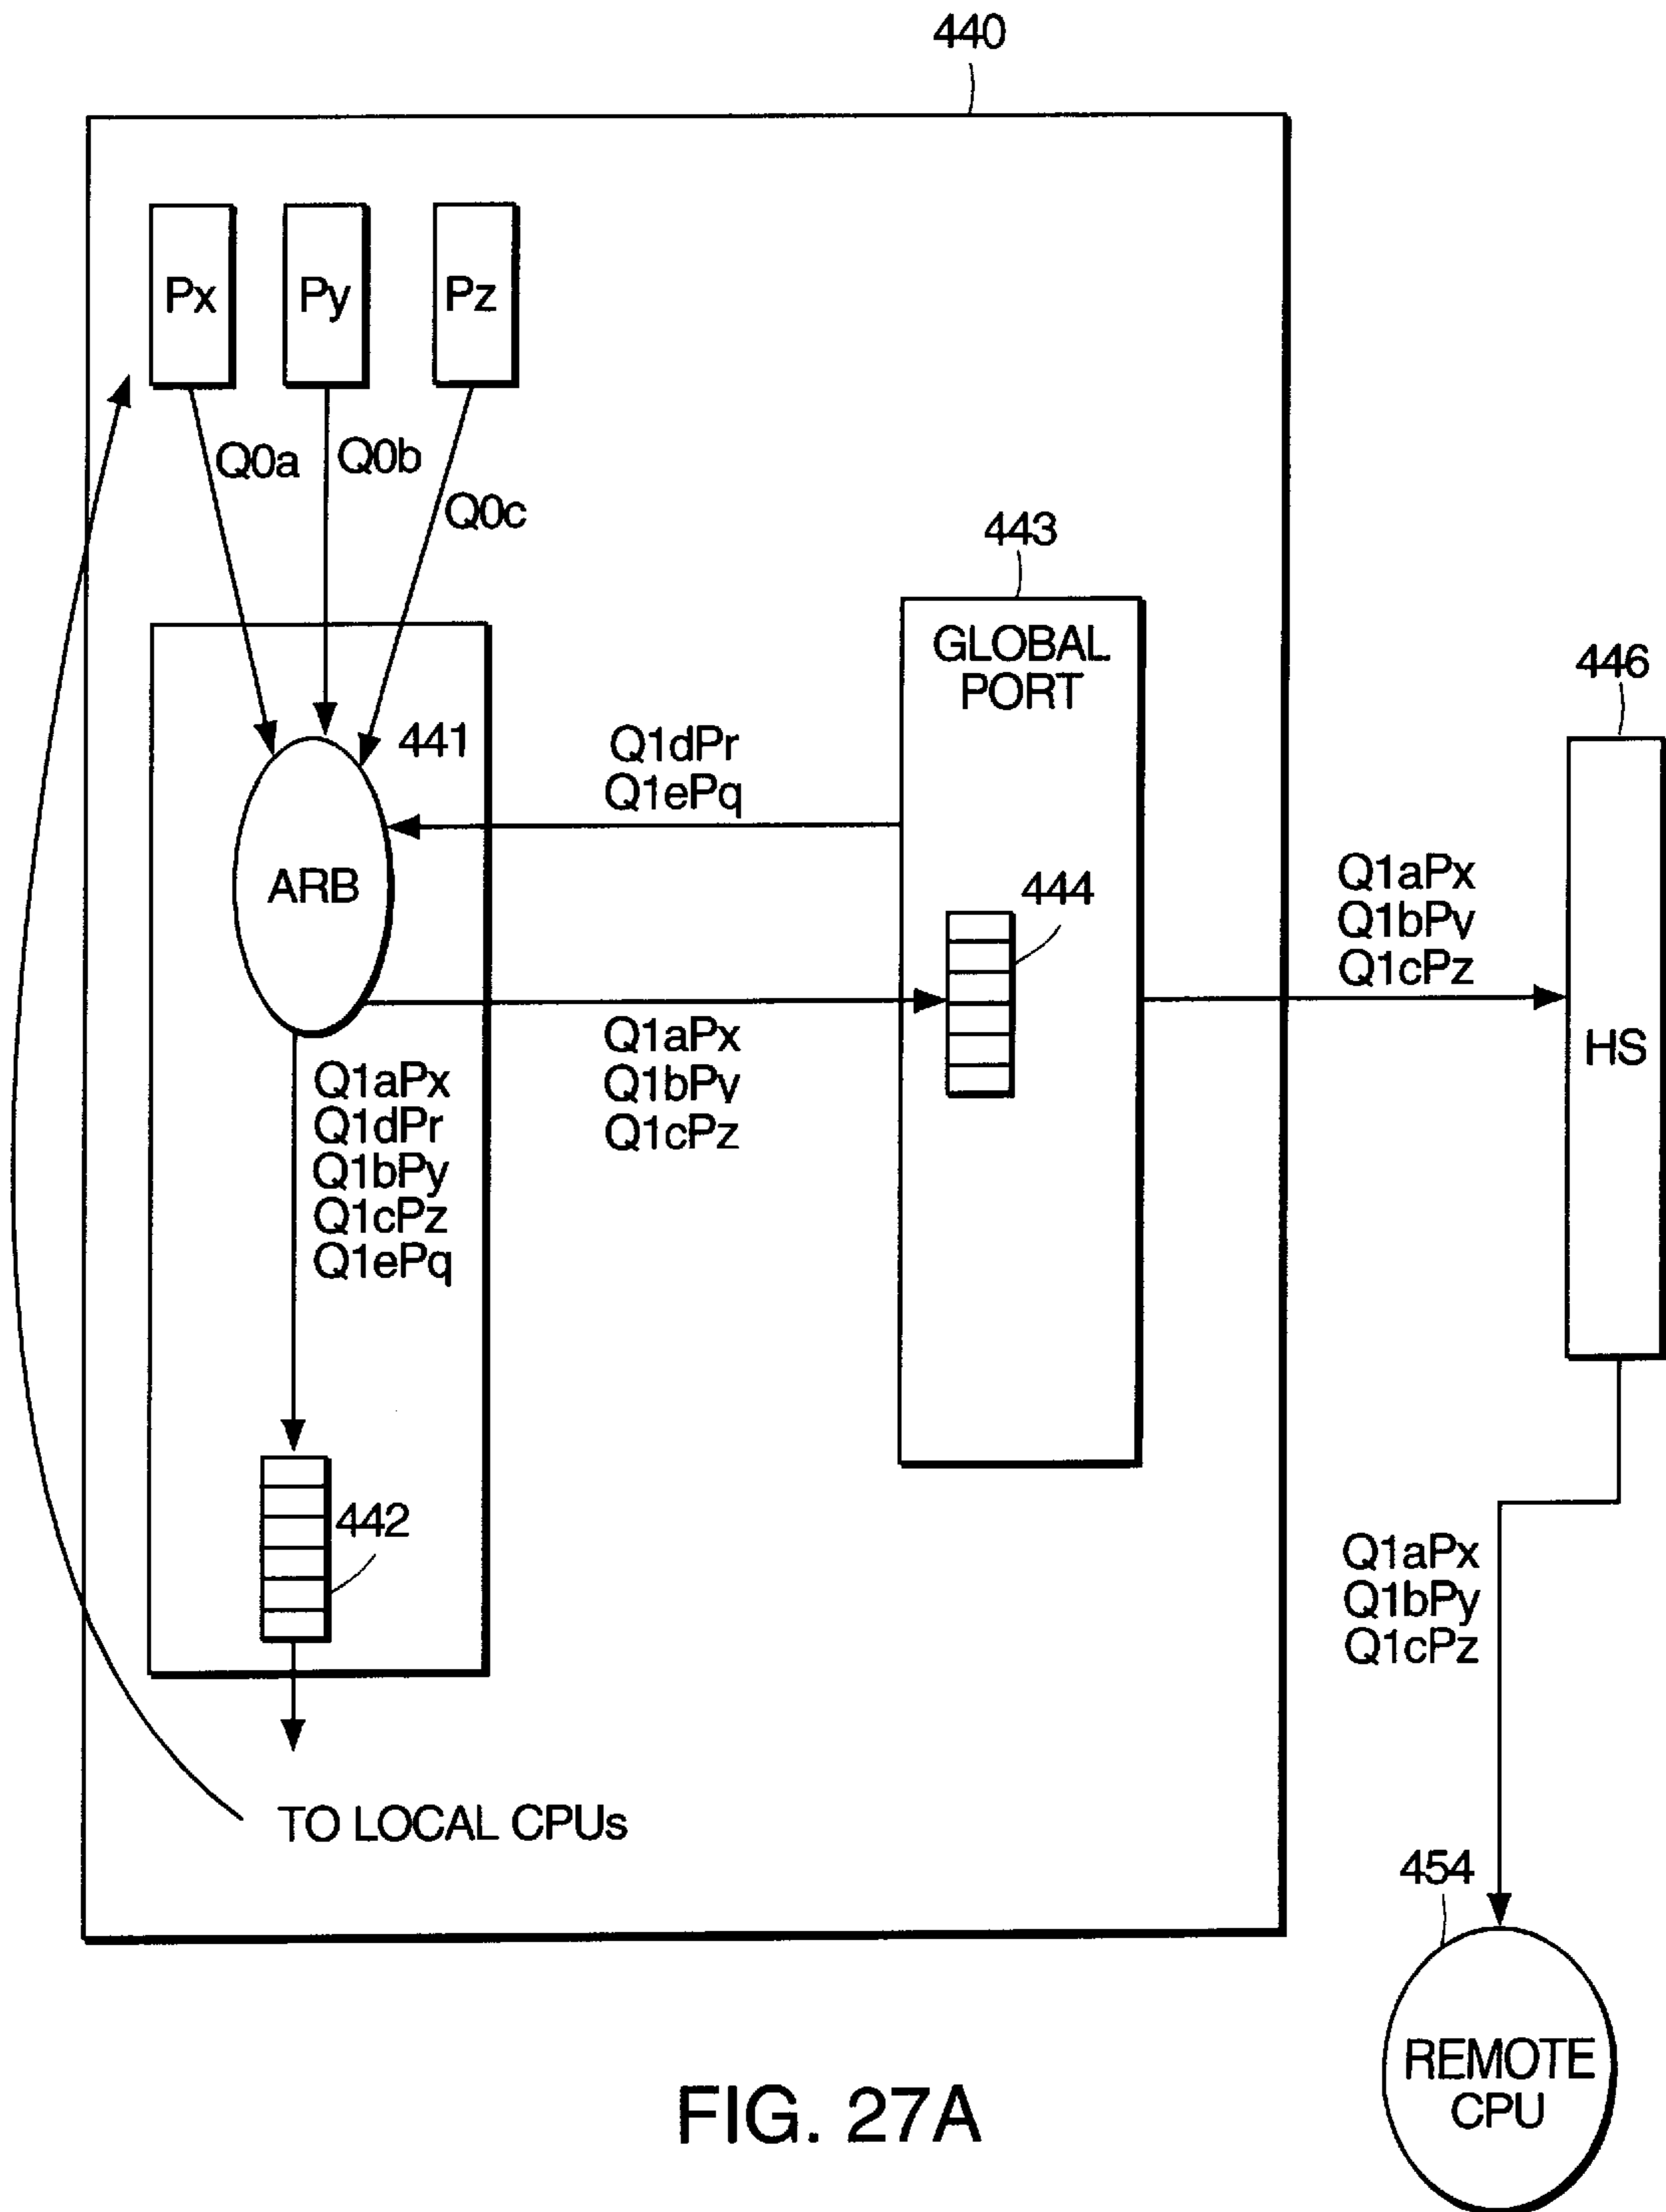 440
Px
Py
Pz
Q0a
Q0b
Q0c
443
GLOBAL
PORT
446
441
Q1dPr
Q1ePq
ARB
444
Q1aPx
Q1bPv
Q1cPz
HS
Q1aPx
Q1bPv
Q1cPz
Q1aPx
Q1dPr
Q1bPy
Q1cPz
Q1ePq
442
Q1aPx
Q1bPy
Q1cPz
TO LOCAL CPUs
454
REMOTE
CPU
FIG. 27A